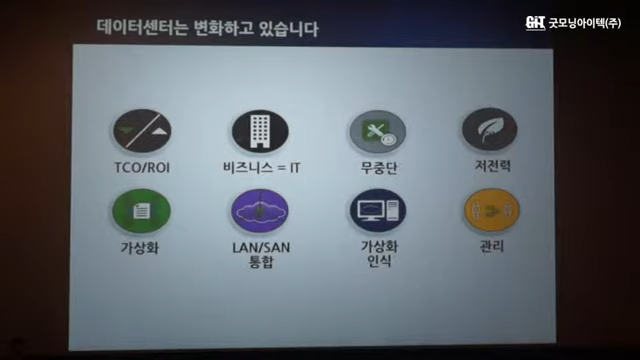 데이터센터는 변화하고 있습니다
GIT 굿모닝아이텍(주)
TCO/ROI
비즈니스 = IT
무중단
저전력
가상화
LAN/SAN
통합
가상화
인식
관리